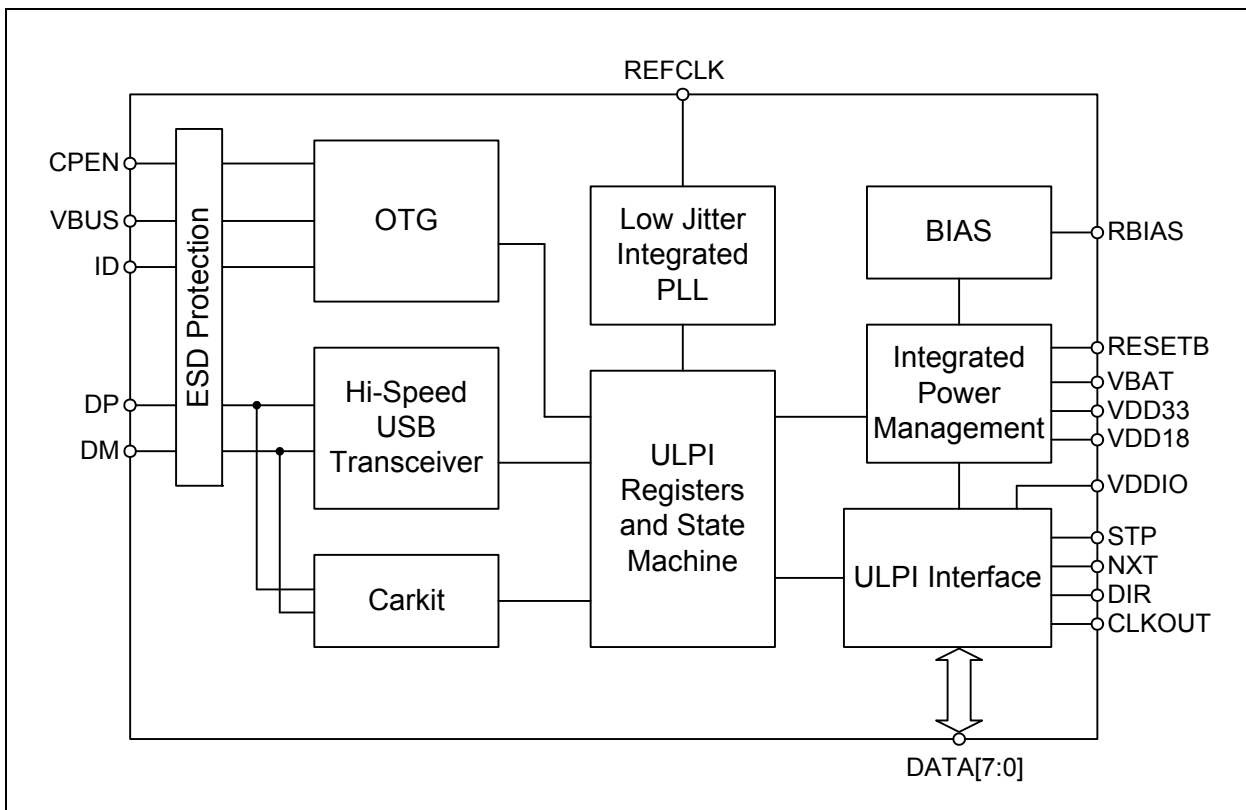 REFCLK
CPEN
VBUS
ID
DP
DM
ESD Protection
OTG
Hi-Speed
USB
Transceiver
Carkit
Low Jitter
Integrated
PLL
ULPI
Registers
and State
Machine
BIAS
Integrated
Power
Management
ULPI Interface
RBIAS
RESETB
VBAT
VDD33
VDD18
VDDIO
STP
NXT
DIR
CLKOUT
DATA[7:0]